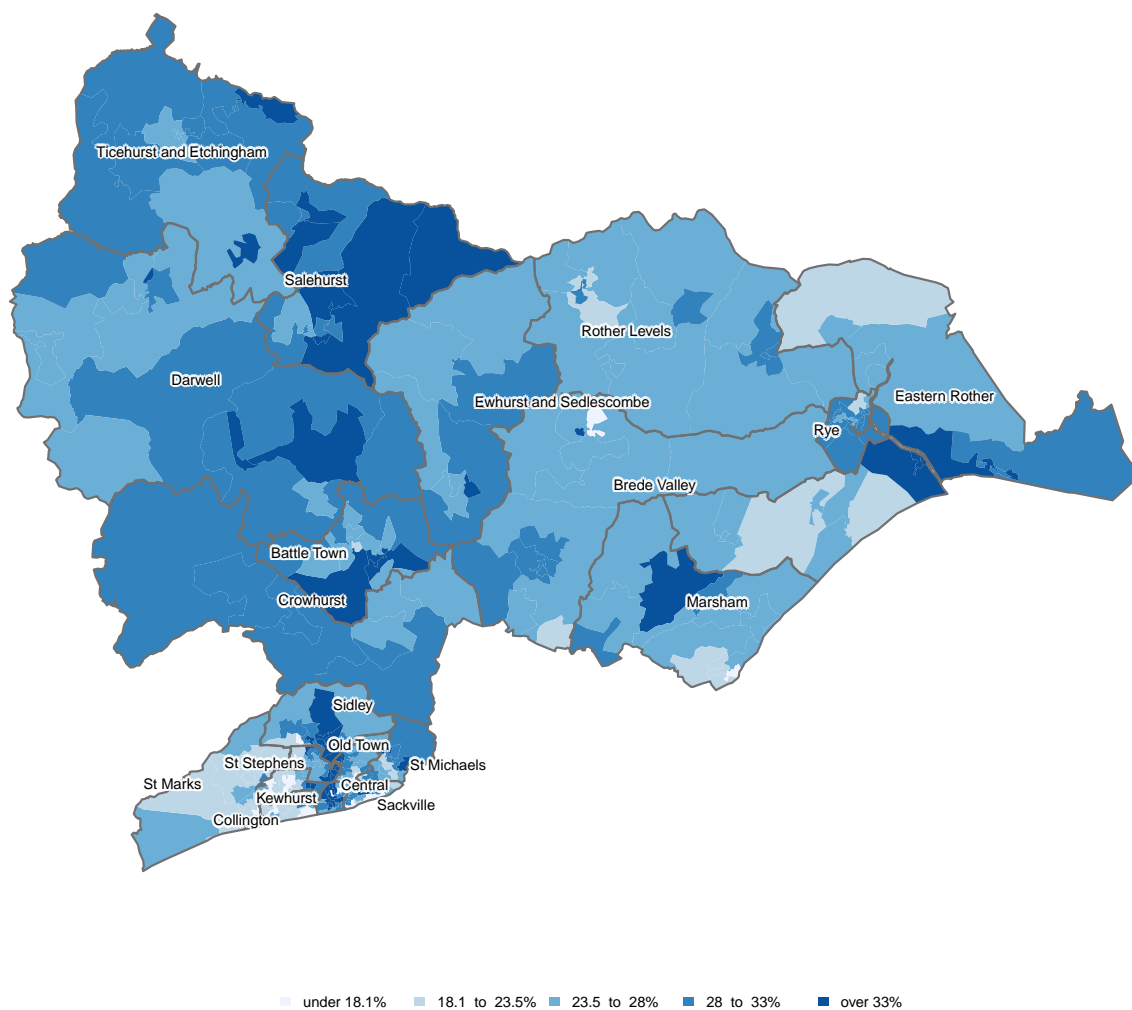 Ticehurst and Etchingham
Salehurst
Rother Levels
Darwell
Ewhurst and Sedlescombe
Eastern Rother
Rye
Brede Valley
Battle Town
Crowhurst
Marsham
Sidley
Old Town
St Stephens
St Michaels
St Marks
Central
Kewhurst
Sackville
Collington
under 18.1% 18.1 to 23.5% 23.5 to 28% 28 to 33% over 33%